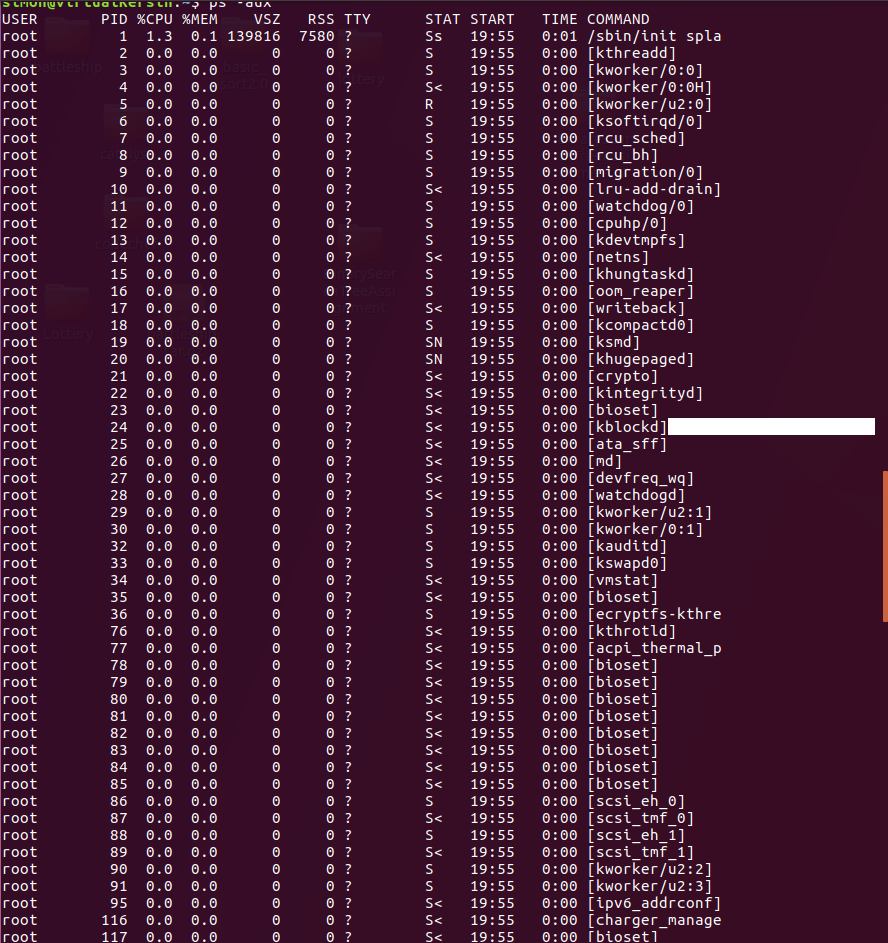 simon@VirtualKerstin:~$ ps -aux
USER       PID %CPU %MEM    VSZ   RSS TTY      STAT START   TIME COMMAND
root         1  1.3  0.1 139816  7580 ?        Ss   19:55   0:01 /sbin/init spla
root         2  0.0  0.0      0     0 ?        S    19:55   0:00 [kthreadd]
root         3  0.0  0.0      0     0 ?        S    19:55   0:00 [kworker/0:0]
root         4  0.0  0.0      0     0 ?        S<   19:55   0:00 [kworker/0:0H]
root         5  0.0  0.0      0     0 ?        R    19:55   0:00 [kworker/u2:0]
root         6  0.0  0.0      0     0 ?        S    19:55   0:00 [ksoftirqd/0]
root         7  0.0  0.0      0     0 ?        S    19:55   0:00 [rcu_sched]
root         8  0.0  0.0      0     0 ?        S    19:55   0:00 [rcu_bh]
root         9  0.0  0.0      0     0 ?        S    19:55   0:00 [migration/0]
root        10  0.0  0.0      0     0 ?        S<   19:55   0:00 [lru-add-drain]
root        11  0.0  0.0      0     0 ?        S    19:55   0:00 [watchdog/0]
root        12  0.0  0.0      0     0 ?        S    19:55   0:00 [cpuhp/0]
root        13  0.0  0.0      0     0 ?        S    19:55   0:00 [kdevtmpfs]
root        14  0.0  0.0      0     0 ?        S<   19:55   0:00 [netns]
root        15  0.0  0.0      0     0 ?        S    19:55   0:00 [khungtaskd]
root        16  0.0  0.0      0     0 ?        S    19:55   0:00 [oom_reaper]
root        17  0.0  0.0      0     0 ?        S<   19:55   0:00 [writeback]
root        18  0.0  0.0      0     0 ?        S    19:55   0:00 [kcompactd0]
root        19  0.0  0.0      0     0 ?        SN   19:55   0:00 [ksmd]
root        20  0.0  0.0      0     0 ?        SN   19:55   0:00 [khugepaged]
root        21  0.0  0.0      0     0 ?        S<   19:55   0:00 [crypto]
root        22  0.0  0.0      0     0 ?        S<   19:55   0:00 [kintegrityd]
root        23  0.0  0.0      0     0 ?        S<   19:55   0:00 [bioset]
root        24  0.0  0.0      0     0 ?        S<   19:55   0:00 [kblockd]
root        25  0.0  0.0      0     0 ?        S<   19:55   0:00 [ata_sff]
root        26  0.0  0.0      0     0 ?        S<   19:55   0:00 [md]
root        27  0.0  0.0      0     0 ?        S<   19:55   0:00 [devfreq_wq]
root        28  0.0  0.0      0     0 ?        S<   19:55   0:00 [watchdogd]
root        29  0.0  0.0      0     0 ?        S    19:55   0:00 [kworker/u2:1]
root        30  0.0  0.0      0     0 ?        S    19:55   0:00 [kworker/0:1]
root        32  0.0  0.0      0     0 ?        S    19:55   0:00 [kauditd]
root        33  0.0  0.0      0     0 ?        S    19:55   0:00 [kswapd0]
root        34  0.0  0.0      0     0 ?        S<   19:55   0:00 [vmstat]
root        35  0.0  0.0      0     0 ?        S<   19:55   0:00 [bioset]
root        36  0.0  0.0      0     0 ?        S    19:55   0:00 [ecryptfs-kthre
root        76  0.0  0.0      0     0 ?        S<   19:55   0:00 [kthrotld]
root        77  0.0  0.0      0     0 ?        S<   19:55   0:00 [acpi_thermal_p
root        78  0.0  0.0      0     0 ?        S<   19:55   0:00 [bioset]
root        79  0.0  0.0      0     0 ?        S<   19:55   0:00 [bioset]
root        80  0.0  0.0      0     0 ?        S<   19:55   0:00 [bioset]
root        81  0.0  0.0      0     0 ?        S<   19:55   0:00 [bioset]
root        82  0.0  0.0      0     0 ?        S<   19:55   0:00 [bioset]
root        83  0.0  0.0      0     0 ?        S<   19:55   0:00 [bioset]
root        84  0.0  0.0      0     0 ?        S<   19:55   0:00 [bioset]
root        85  0.0  0.0      0     0 ?        S<   19:55   0:00 [bioset]
root        86  0.0  0.0      0     0 ?        S    19:55   0:00 [scsi_eh_0]
root        87  0.0  0.0      0     0 ?        S<   19:55   0:00 [scsi_tmf_0]
root        88  0.0  0.0      0     0 ?        S    19:55   0:00 [scsi_eh_1]
root        89  0.0  0.0      0     0 ?        S<   19:55   0:00 [scsi_tmf_1]
root        90  0.0  0.0      0     0 ?        S    19:55   0:00 [kworker/u2:2]
root        91  0.0  0.0      0     0 ?        S    19:55   0:00 [kworker/u2:3]
root        95  0.0  0.0      0     0 ?        S<   19:55   0:00 [ipv6_addrconf]
root       116  0.0  0.0      0     0 ?        S<   19:55   0:00 [charger_manage
root       117  0.0  0.0      0     0 ?        S<   19:55   0:00 [bioset]